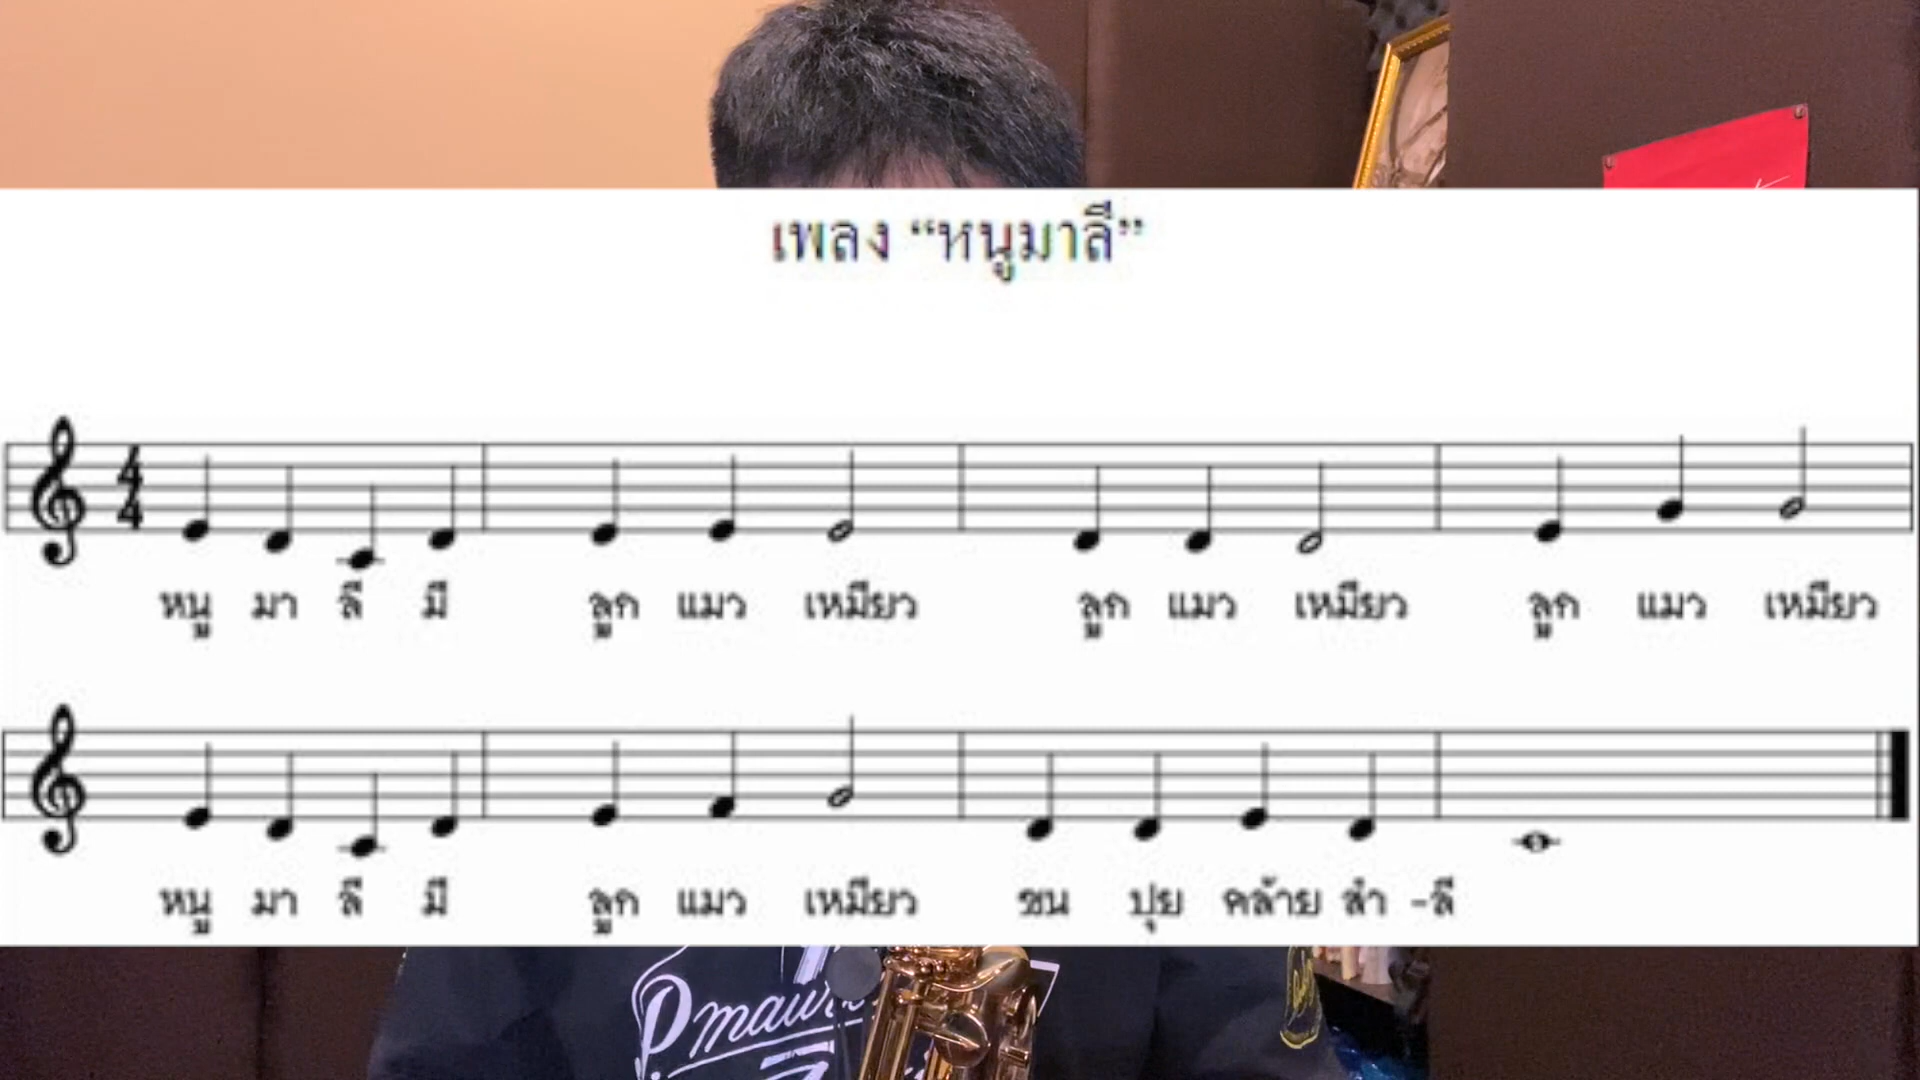 เพลง “หนูมาลี”
4
4
หนู มา ลี มี ลูก แมว เหมียว ลูก แมว เหมียว ลูก แมว เหมียว
หนู มา ลี มี ลูก แมว เหมียว ขน ปุย คล้าย สำ -ลี